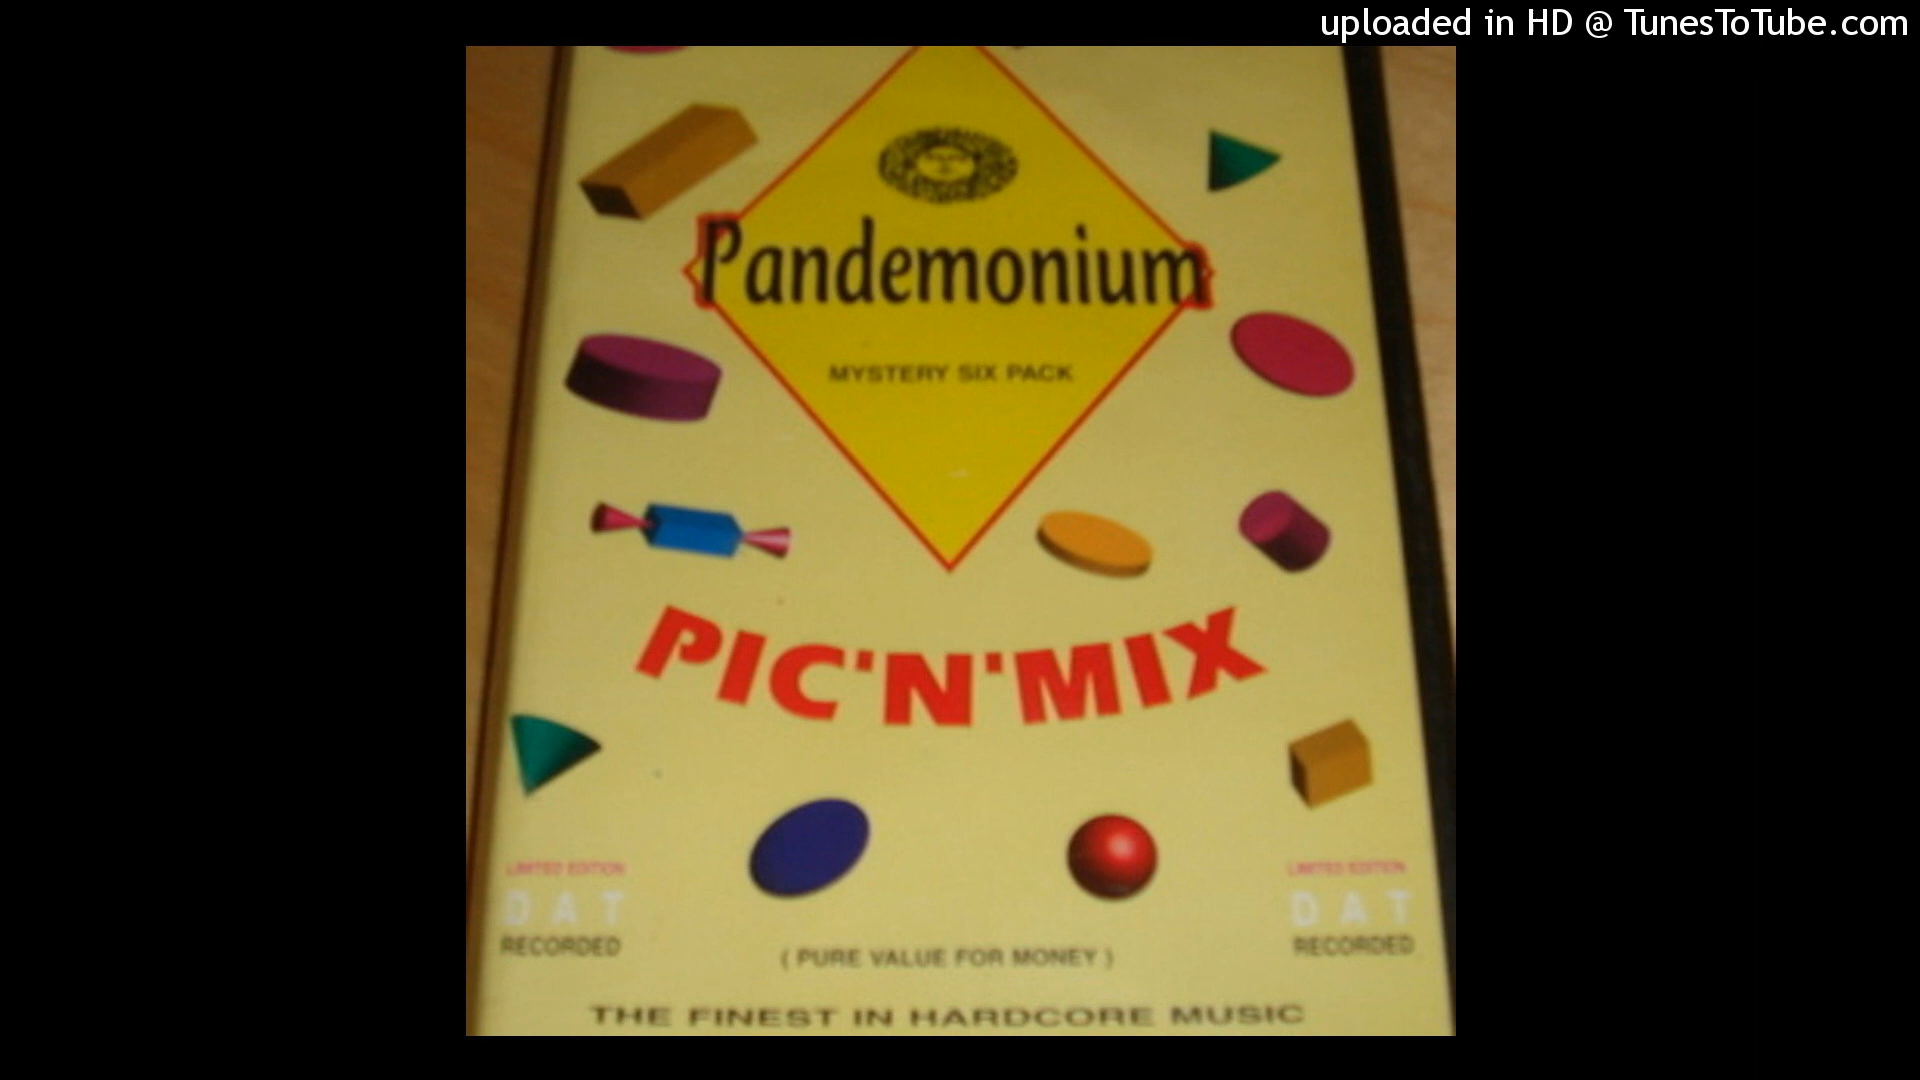 uploaded in HD @ TunesToTube.com
Pandemonium
MYSTERY SIX PACK
PIC'N'MIX
LIMITED EDITION
DAT
RECORDED
LIMITED EDITION
DAT
RECORDED
( PURE VALUE FOR MONEY )
THE FINEST IN HARDCORE MUSIC